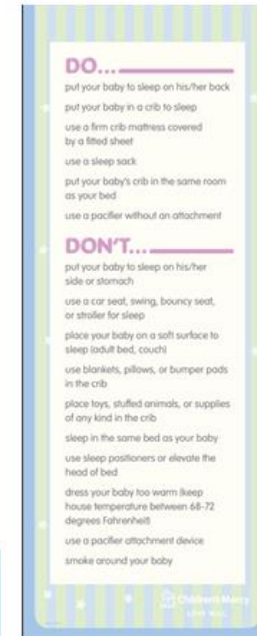 DO...
put your baby to sleep on his/her back
put your baby in a crib to sleep
use a firm crib mattress covered
by a fitted sheet
use a sleep sack
put your baby's crib in the same room
as your bed
use a pacifier without an attachment
DON'T...
put your baby to sleep on his/her
side or stomach
use a car seat, swing, bouncy seat,
or stroller for sleep
place your baby on a soft surface to
sleep (adult bed, couch)
use blankets, pillows, or bumper pads
in the crib
place toys, stuffed animals, or supplies
of any kind in the crib
sleep in the same bed as your baby
use sleep positioners or elevate the
head of bed
dress your baby too warm (keep
house temperature between 68-72
degrees Fahrenheit)
use a pacifier attachment device
smoke around your baby
Children's Mercy